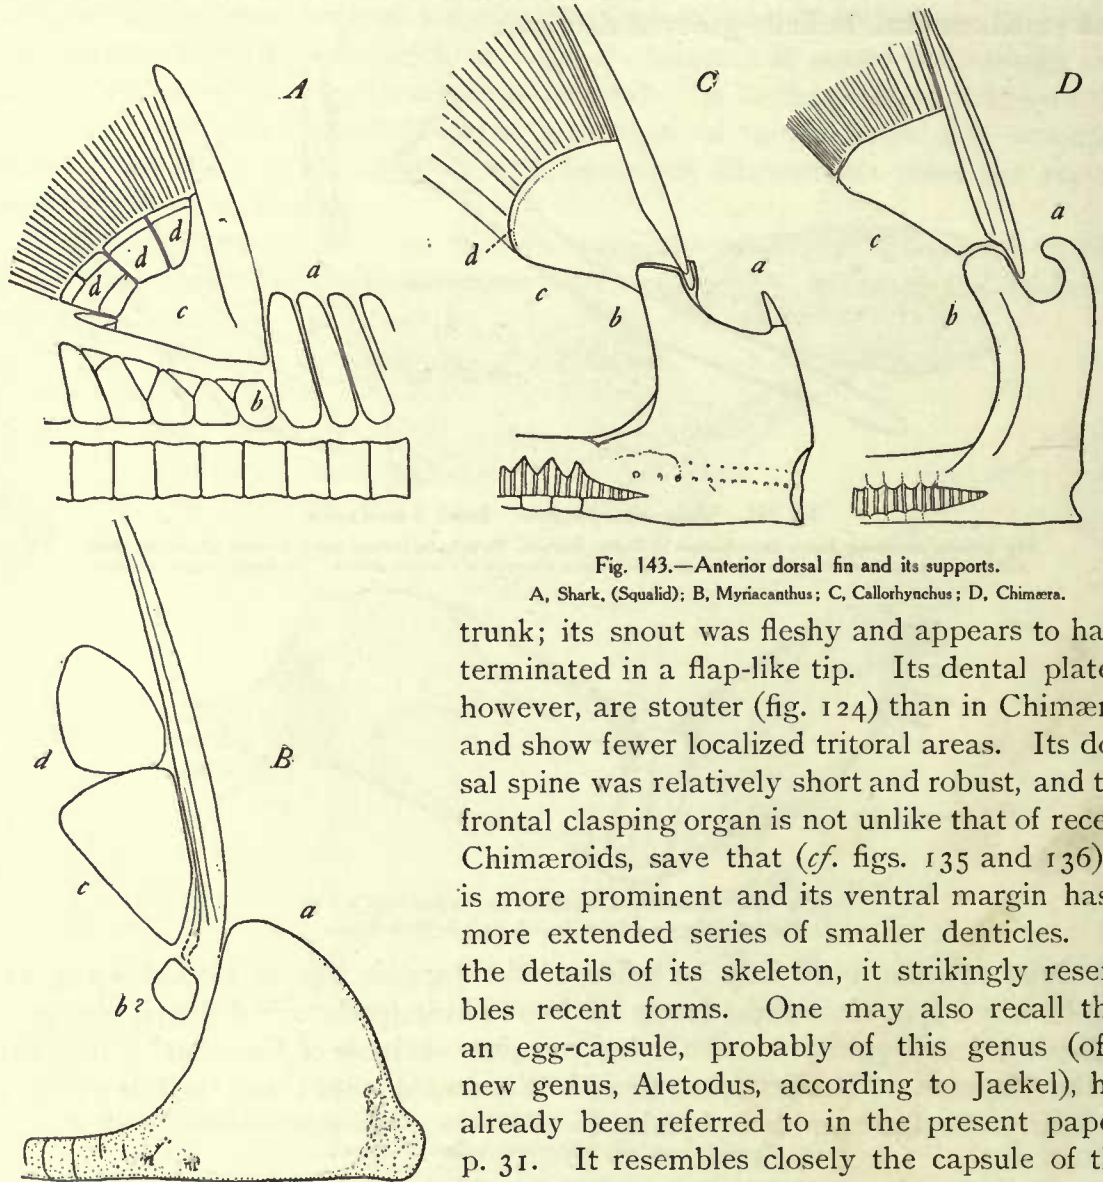 A
C
D
d
d
d
a
c
b
d
c
b
a
a
c
b
Fig. 143.—Anterior dorsal fin and its supports.
A, Shark, (Squalid); B, Myriacanthus; C, Callorhynchus; D, Chimæra.
d
B
c
a
b?
trunk; its snout was fleshy and appears to ha
terminated in a flap-like tip. Its dental plate
however, are stouter (fig. 124) than in Chimær
and show fewer localized tritoral areas. Its do
sal spine was relatively short and robust, and t
frontal clasping organ is not unlike that of rece
Chimæroids, save that (cf. figs. 135 and 136)
is more prominent and its ventral margin has
more extended series of smaller denticles.
the details of its skeleton, it strikingly rese
bles recent forms. One may also recall th
an egg-capsule, probably of this genus (of
new genus, Aletodus, according to Jaekel), h
already been referred to in the present pape
p. 31. It resembles closely the capsule of t